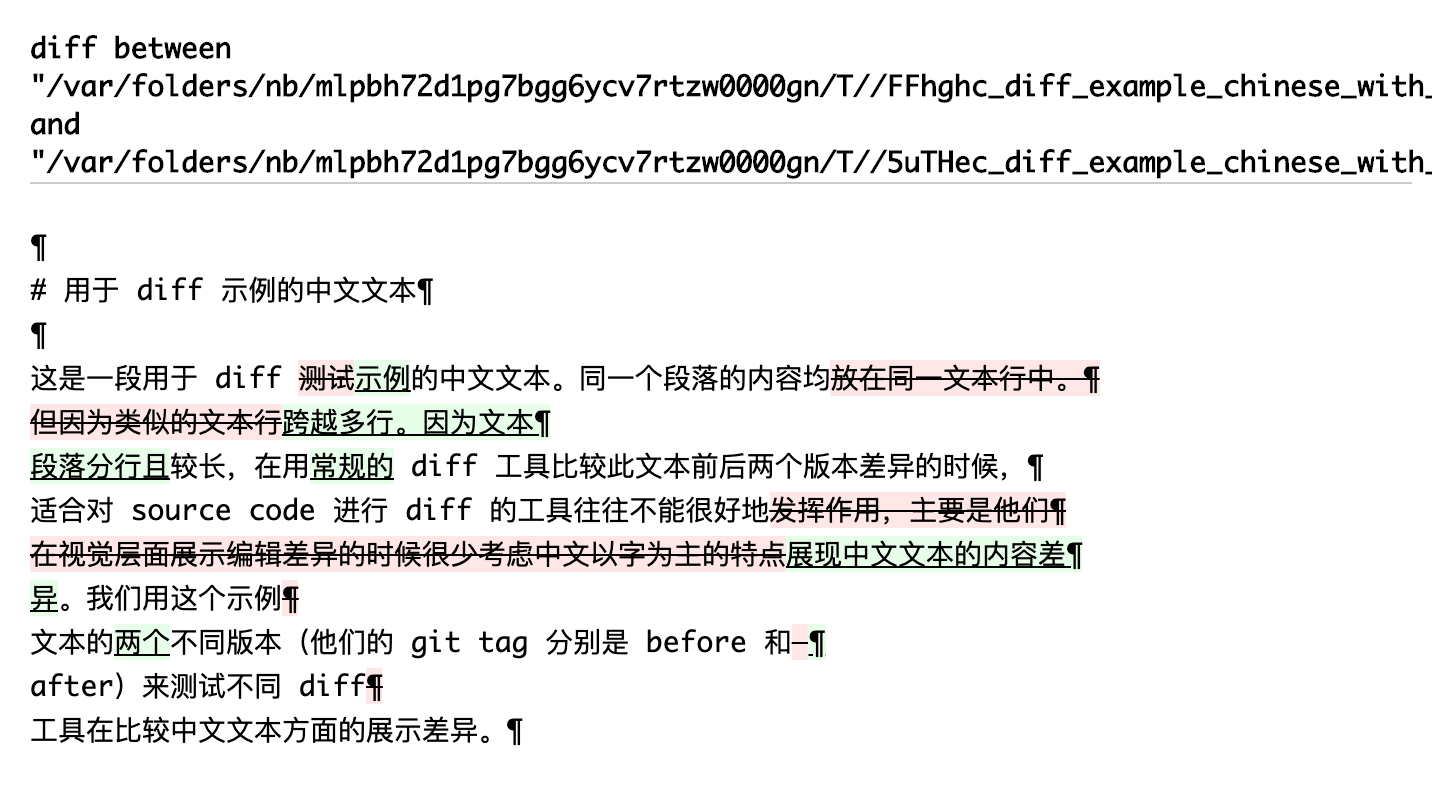 diff between
"/var/folders/nb/mlpbh72d1pg7bgg6ycv7rtzw0000gn/T//FFhghc_diff_example_chinese_with_
and
"/var/folders/nb/mlpbh72d1pg7bgg6ycv7rtzw0000gn/T//5uTHec_diff_example_chinese_with_
¶
# 用于 diff 示例的中文文本¶
¶
这是一段用于 diff 测试示例的中文文本。同一个段落的内容均放在同一文本行中。¶
但因为类似的文本行跨越多行。因为文本¶
段落分行且较长，在用常规的 diff 工具比较此文本前后两个版本差异的时候，¶
适合对 source code 进行 diff 的工具往往不能很好地发挥作用，主要是他们¶
在视觉层面展示编辑差异的时候很少考虑中文以字为主的特点展现中文文本的内容差¶
异。我们用这个示例¶
文本的两个不同版本（他们的 git tag 分别是 before 和 ¶
after）来测试不同 diff¶
工具在比较中文文本方面的展示差异。¶